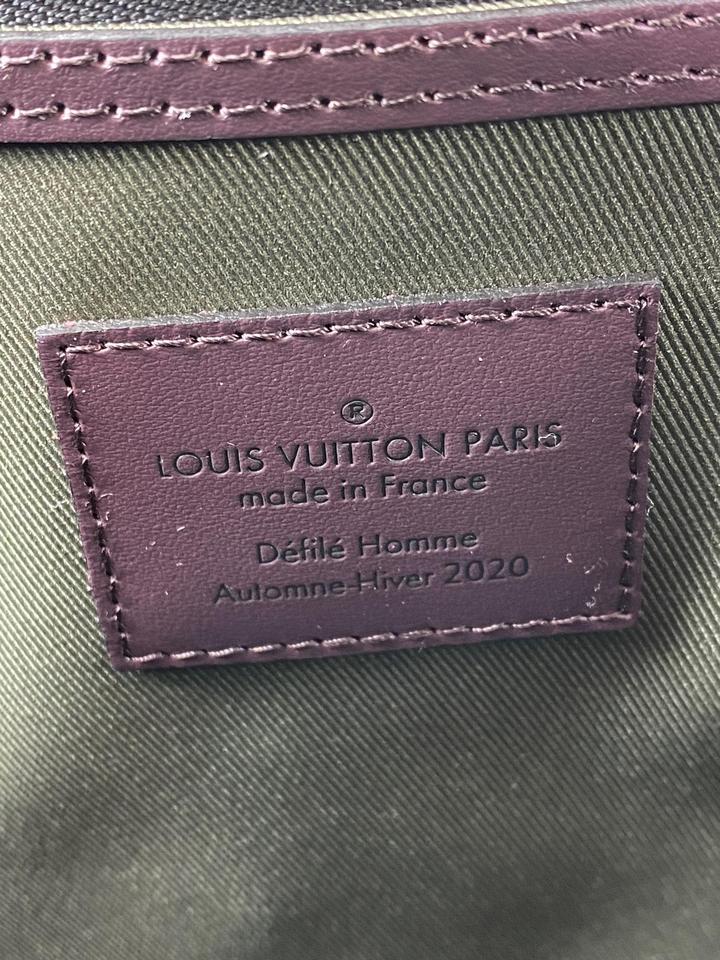 ®
LOUIS VUITTON PARIS
made in France
Défilé Homme
Automne-Hiver 2020